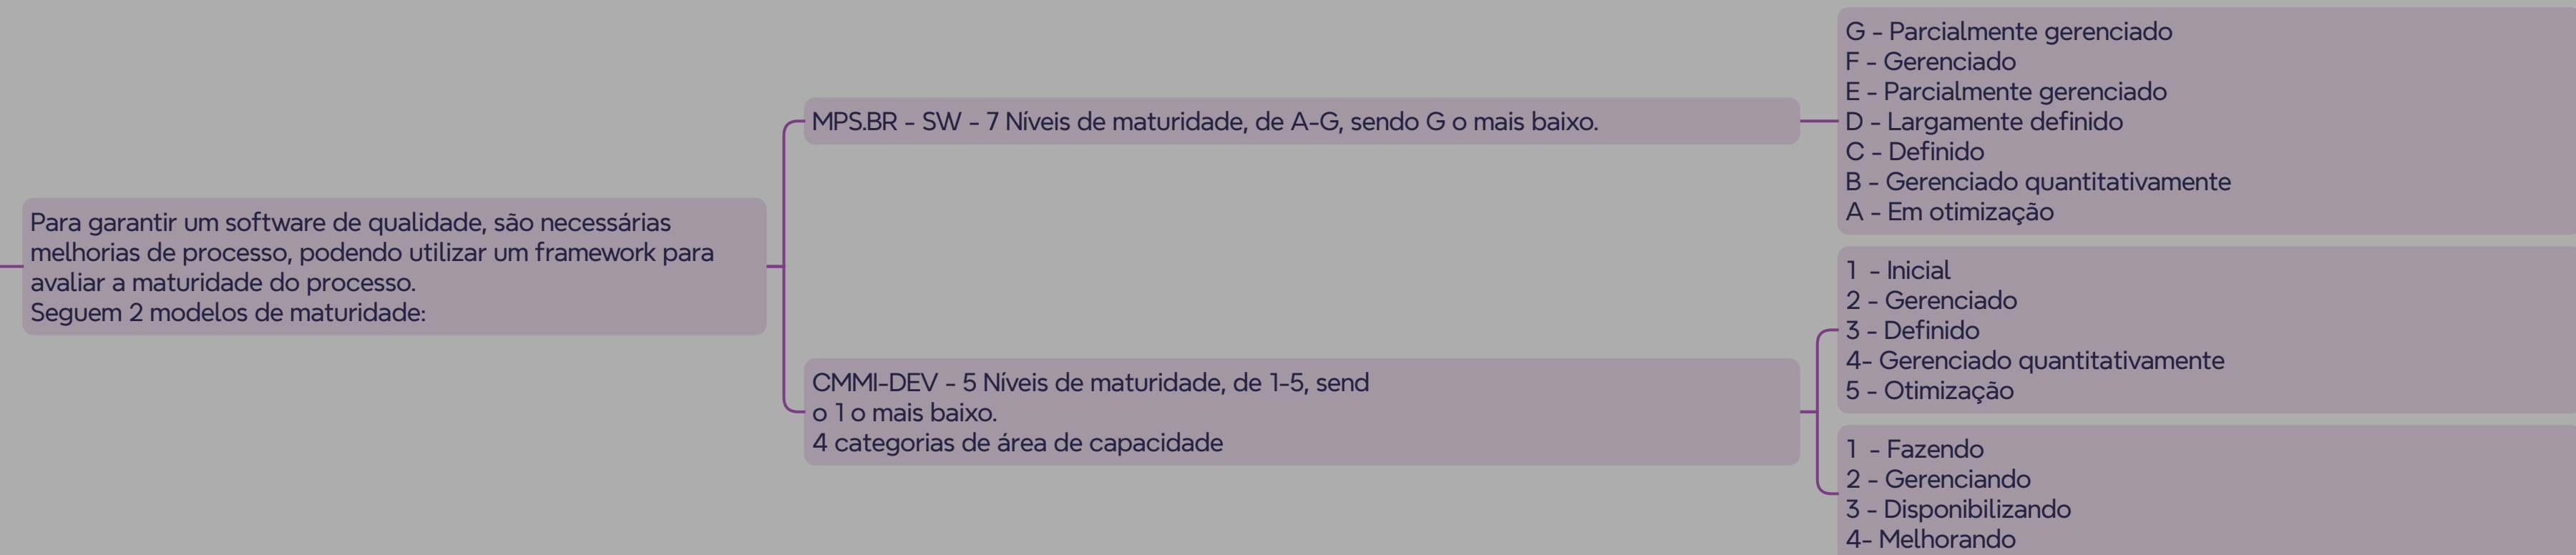 Para garantir um software de qualidade, são necessárias
melhorias de processo, podendo utilizar um framework para
avaliar a maturidade do processo.
Seguem 2 modelos de maturidade:
MPS.BR - SW - 7 Níveis de maturidade, de A-G, sendo G o mais baixo.
G - Parcialmente gerenciado
F - Gerenciado
E - Parcialmente gerenciado
D - Largamente definido
C - Definido
B - Gerenciado quantitativamente
A - Em otimização
CMMI-DEV - 5 Níveis de maturidade, de 1-5, send
o 1 o mais baixo.
4 categorias de área de capacidade
1 - Inicial
2 - Gerenciado
3 - Definido
4- Gerenciado quantitativamente
5 - Otimização
1 - Fazendo
2 - Gerenciando
3 - Disponibilizando
4- Melhorando